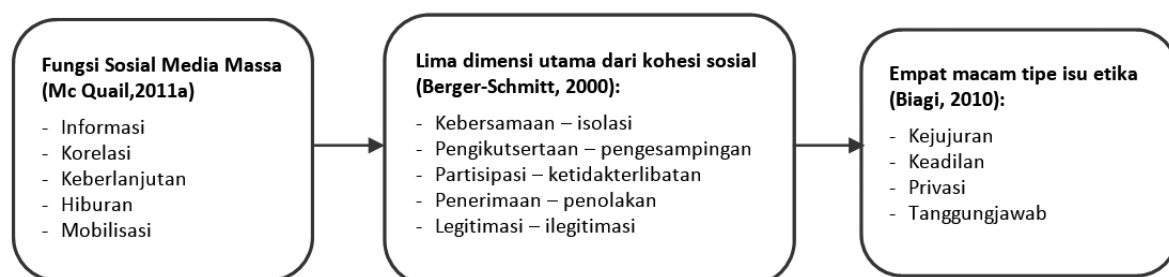 Fungsi Sosial Media Massa
(Mc Quail,2011a)
- Informasi
- Korelasi
- Keberlanjutan
- Hiburan
- Mobilisasi
Lima dimensi utama dari kohesi sosial
(Berger-Schmitt, 2000):
- Kebersamaan – isolasi
- Pengikutsertaan – pengesampingan
- Partisipasi – ketidakterlibatan
- Penerimaan – penolakan
- Legitimasi – ilegitimasi
Empat macam tipe isu etika
(Biagi, 2010):
- Kejujuran
- Keadilan
- Privasi
- Tanggungjawab